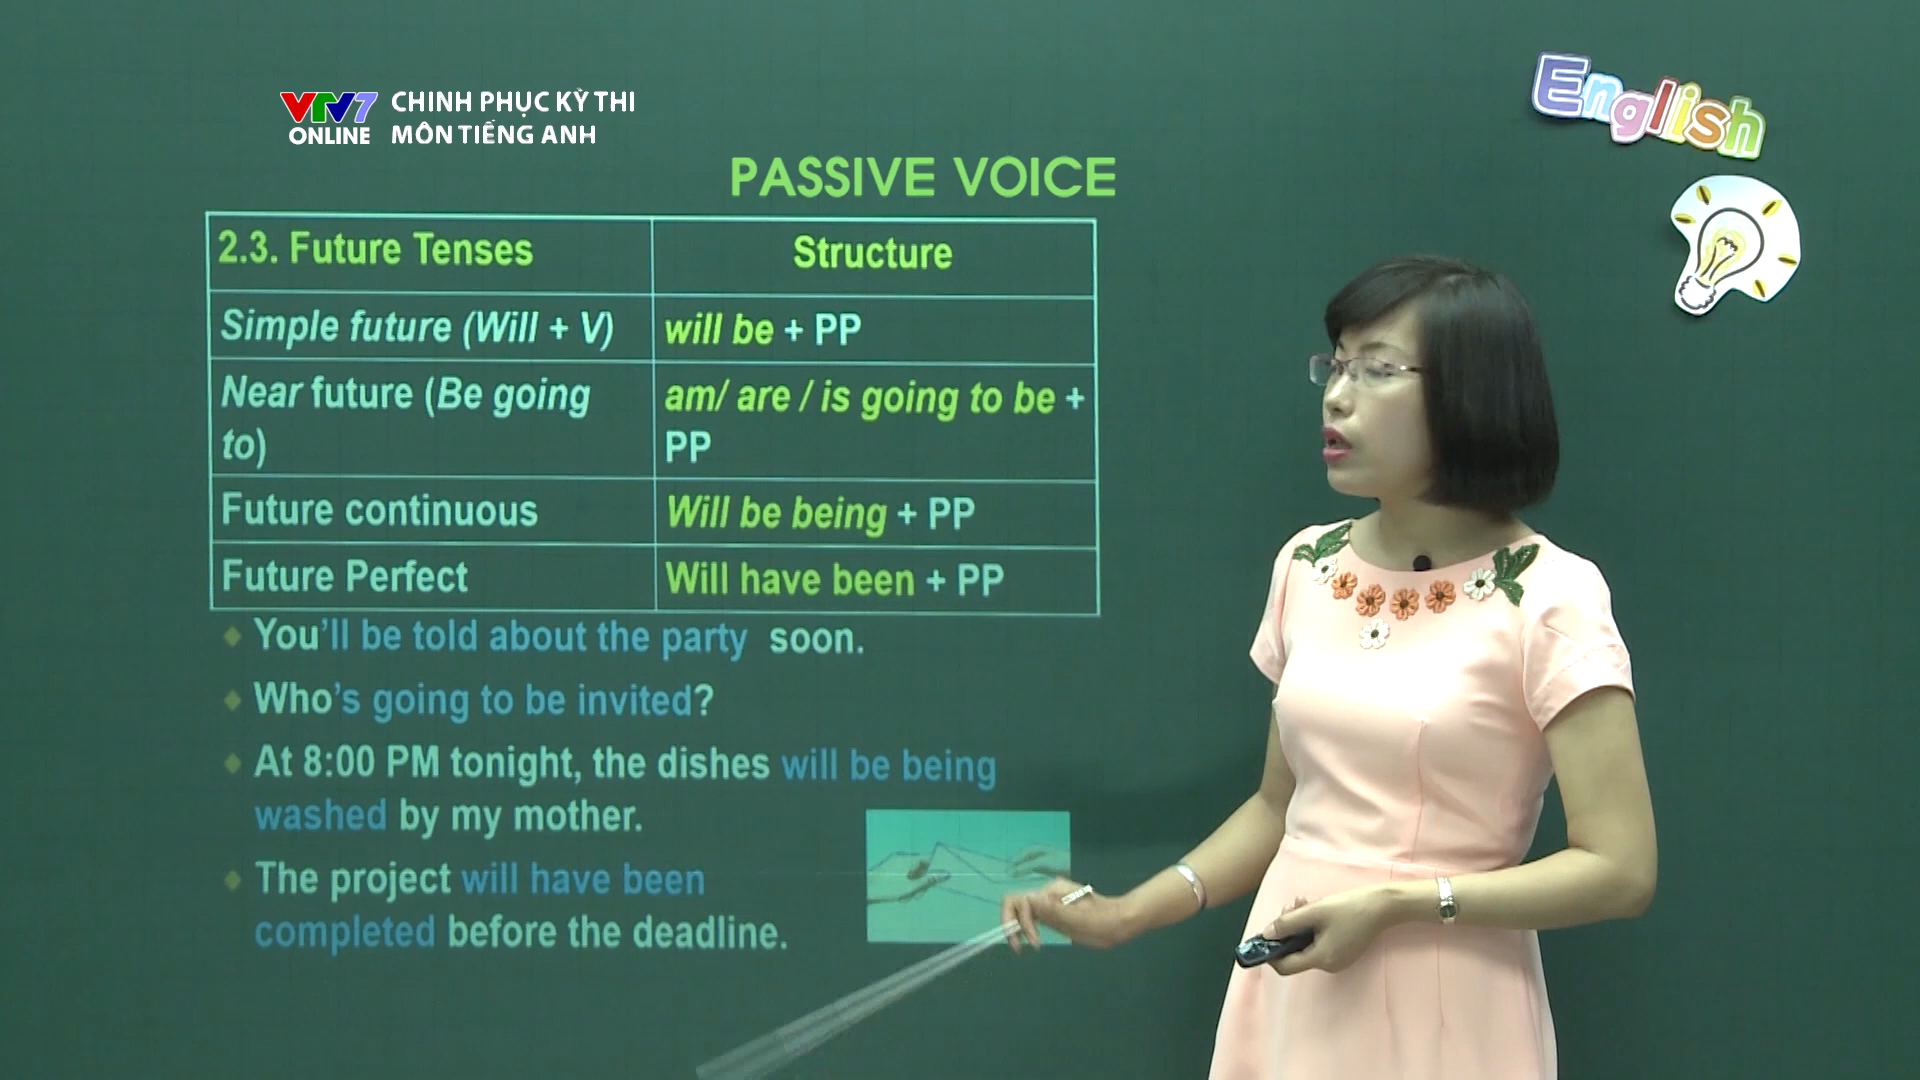 VTV7
ONLINE
CHINH PHỤC KỲ THI
MÔN TIẾNG ANH
English
PASSIVE VOICE
2.3. Future Tenses
Structure
Simple future (Will + V)
will be + PP
Near future (Be going
to)
am/ are / is going to be +
PP
Future continuous
Will be being + PP
Future Perfect
Will have been + PP
You'll be told about the party soon.
Who's going to be invited?
At 8:00 PM tonight, the dishes will be being
washed by my mother.
The project will have been
completed before the deadline.